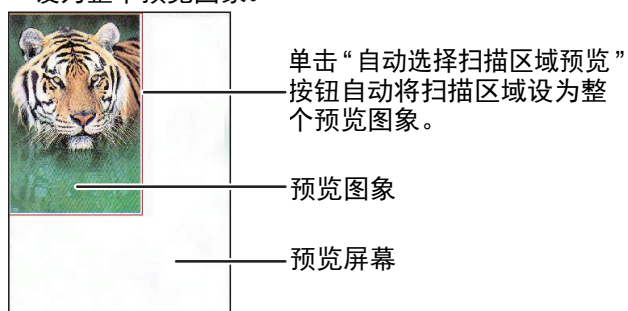 设为整个预览图象。
单击“自动选择扫描区域预览”
按钮自动将扫描区域设为整
个预览图象。
预览图象
预览屏幕